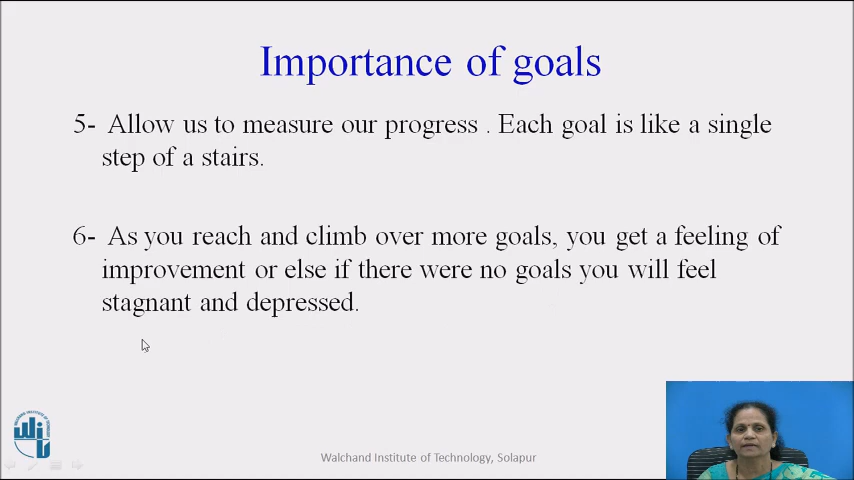 Importance of goals
5- Allow us to measure our progress . Each goal is like a single
step of a stairs.
6- As you reach and climb over more goals, you get a feeling of
improvement or else if there were no goals you will feel
stagnant and depressed.
Walchand Institute of Technology, Solapur